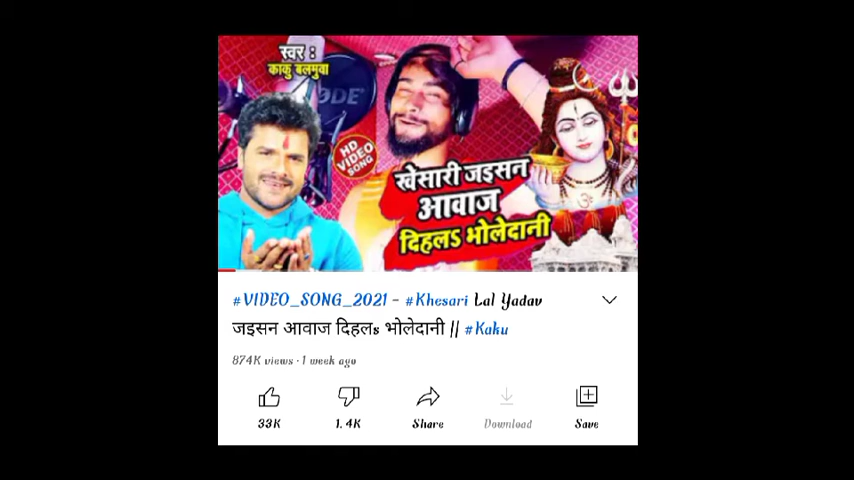 स्वर :
काकु बलमुवा
HD
VIDEO
SONG
खेसारी जइसन
आवाज
दिहलऽ भोलेदानी
#VIDEO_SONG_2021 - #Khesari Lal Yadav
जइसन आवाज दिहलs भोलेदानी || #Kaku
874K views · 1 week ago
33K
1.4K
Share
Download
Save